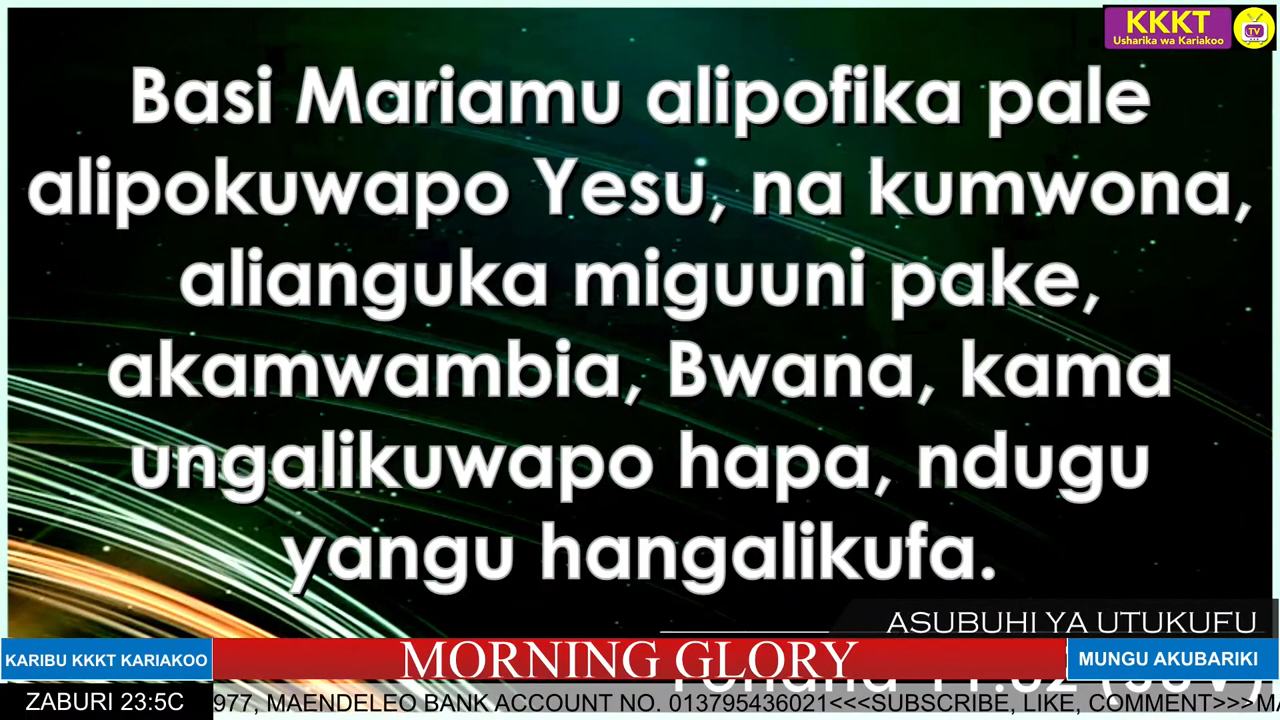 KKKT
Usharika wa Kariakoo
TV
Basi Mariamu alipofika pale
alipokuwapo Yesu, na kumwona,
alianguka miguuni pake,
akamwambia, Bwana, kama
ungalikuwapo hapa, ndugu
yangu hangalikufa.
ASUBUHI YA UTUKUFU
KARIBU KKKT KARIAKOO
MORNING GLORY
MUNGU AKUBARIKI
ZABURI 23:5C
977, MAENDELEO BANK ACCOUNT NO. 013795436021<<<SUBSCRIBE, LIKE, COMMENT>>>